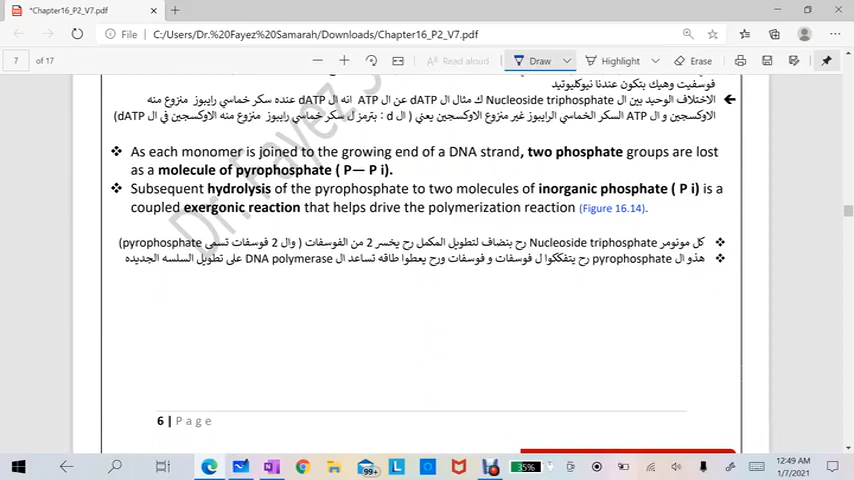 *Chapter16_P2_V7.pdf
File C:/Users/Dr.%20Fayez%20Samarah/Downloads/Chapter16_P2_V7.pdf
7 of 17 Read aloud Draw Highlight Erase
فوسفيت وهيك بتكون عندنا نيوكليوتيد
الاختلاف الوحيد بين ال Nucleoside triphosphate ك مثال ال dATP عن ال ATP انه ال dATP عنده سكر خماسي رايبوز منزوع منه
الاوكسجين و ال ATP السكر الخماسي الرايبوز غير منزوع الاوكسجين يعني ( ال d : بترمز ل سكر خماسي رايبوز منزوع منه الاوكسجين في ال dATP)
❖ As each monomer is joined to the growing end of a DNA strand, two phosphate groups are lost
as a molecule of pyrophosphate ( P— P i).
❖ Subsequent hydrolysis of the pyrophosphate to two molecules of inorganic phosphate ( P i) is a
coupled exergonic reaction that helps drive the polymerization reaction (Figure 16.14).
❖ كل مونومر Nucleoside triphosphate رح ينضاف لتطويل المكمل رح يخسر 2 من الفوسفات ( وال 2 فوسفات تسمى pyrophosphate)
❖ هذو ال pyrophosphate رح يتفككوا ل فوسفات و فوسفات ورح يعطوا طاقه تساعد ال DNA polymerase على تطويل السلسه الجديده
Dr. Fayez S
6 | Page
99+
35%
12:49 AM
1/7/2021